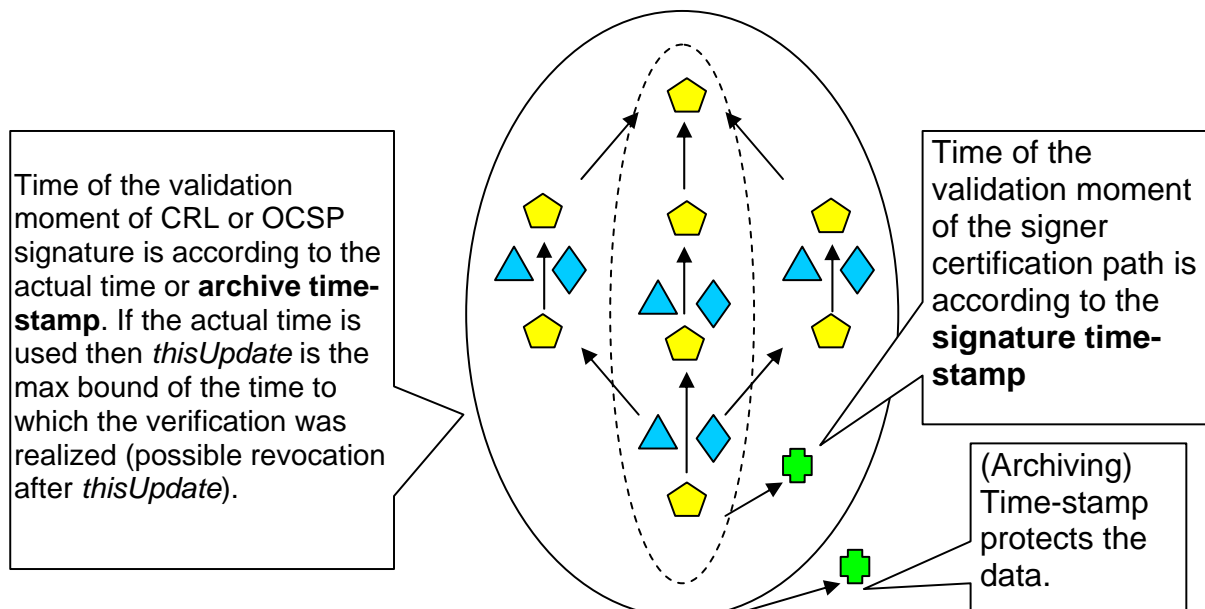 Time of the validation
moment of CRL or OCSP
signature is according to the
actual time or archive time-
stamp. If the actual time is
used then thisUpdate is the
max bound of the time to
which the verification was
realized (possible revocation
after thisUpdate).
Time of the
validation moment
of the signer
certification path is
according to the
signature time-
stamp
(Archiving)
Time-stamp
protects the
data.